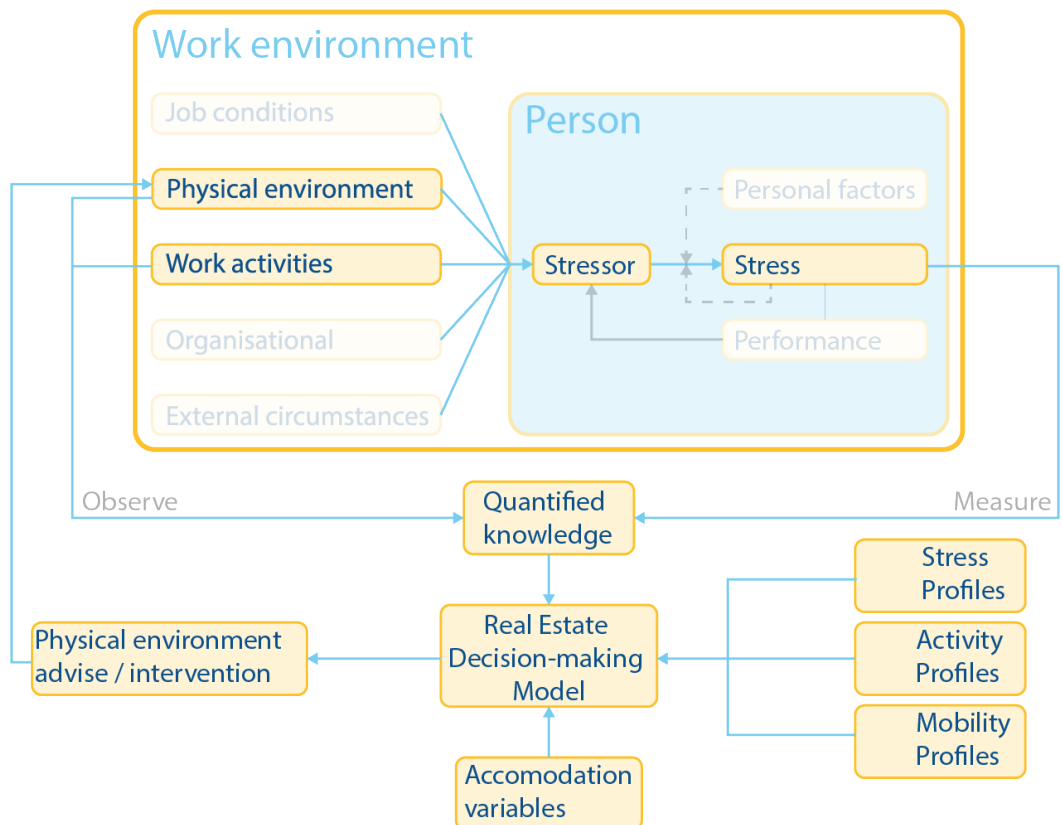 Work environment
Job conditions
Person
Physical environment
Personal factors
Work activities
Stressor
Stress
Organisational
Performance
External circumstances
Observe
Quantified
knowledge
Measure
Stress
Profiles
Physical environment
advise / intervention
Real Estate
Decision-making
Model
Activity
Profiles
Mobility
Profiles
Accomodation
variables